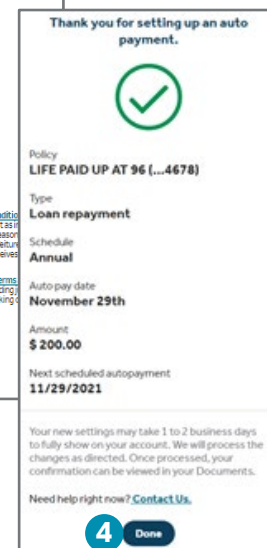 Thank you for setting up an auto
payment.
Policy
LIFE PAID UP AT 96 (...4678)
Type
Loan repayment
Schedule
Annual
Autopay date
November 29th
Amount
$ 200.00
Next scheduled autopayment
11/29/2021
Your new settings may take 1 to 2 business days
to fully show on your account. We will process the
changes as directed. Once processed, your
confirmation can be viewed in your Documents.
Need help right now? Contact Us.
4 Done